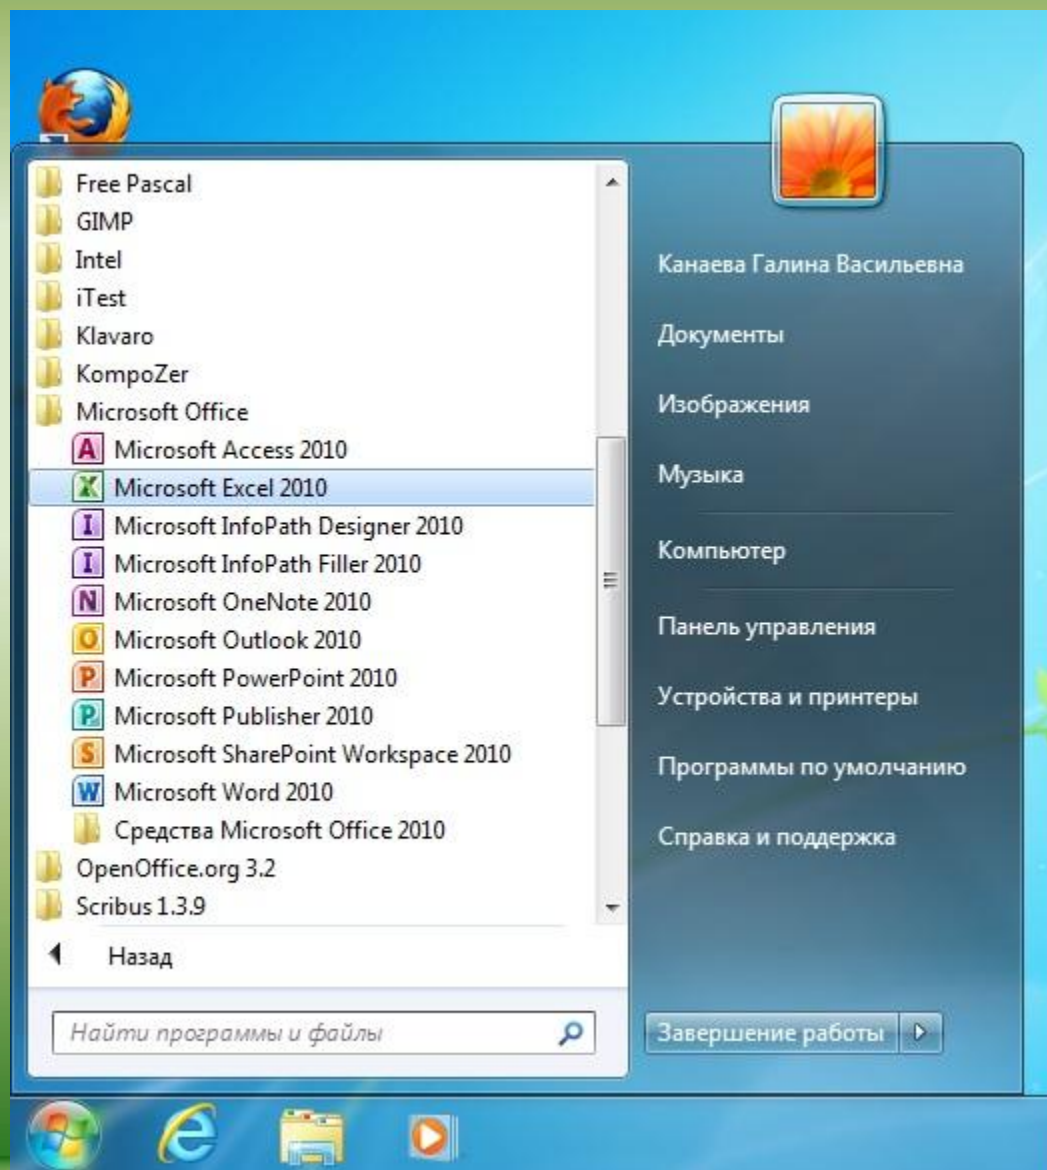 Free Pascal
GIMP
Intel
iTest
Klavaro
KompoZer
Microsoft Office
Microsoft Access 2010
Microsoft Excel 2010
Microsoft InfoPath Designer 2010
Microsoft InfoPath Filler 2010
Microsoft OneNote 2010
Microsoft Outlook 2010
Microsoft PowerPoint 2010
Microsoft Publisher 2010
Microsoft SharePoint Workspace 2010
Microsoft Word 2010
Средства Microsoft Office 2010
OpenOffice.org 3.2
Scribus 1.3.9
Назад
Найти программы и файлы
Канаева Галина Васильевна
Документы
Изображения
Музыка
Компьютер
Панель управления
Устройства и принтеры
Программы по умолчанию
Справка и поддержка
Завершение работы